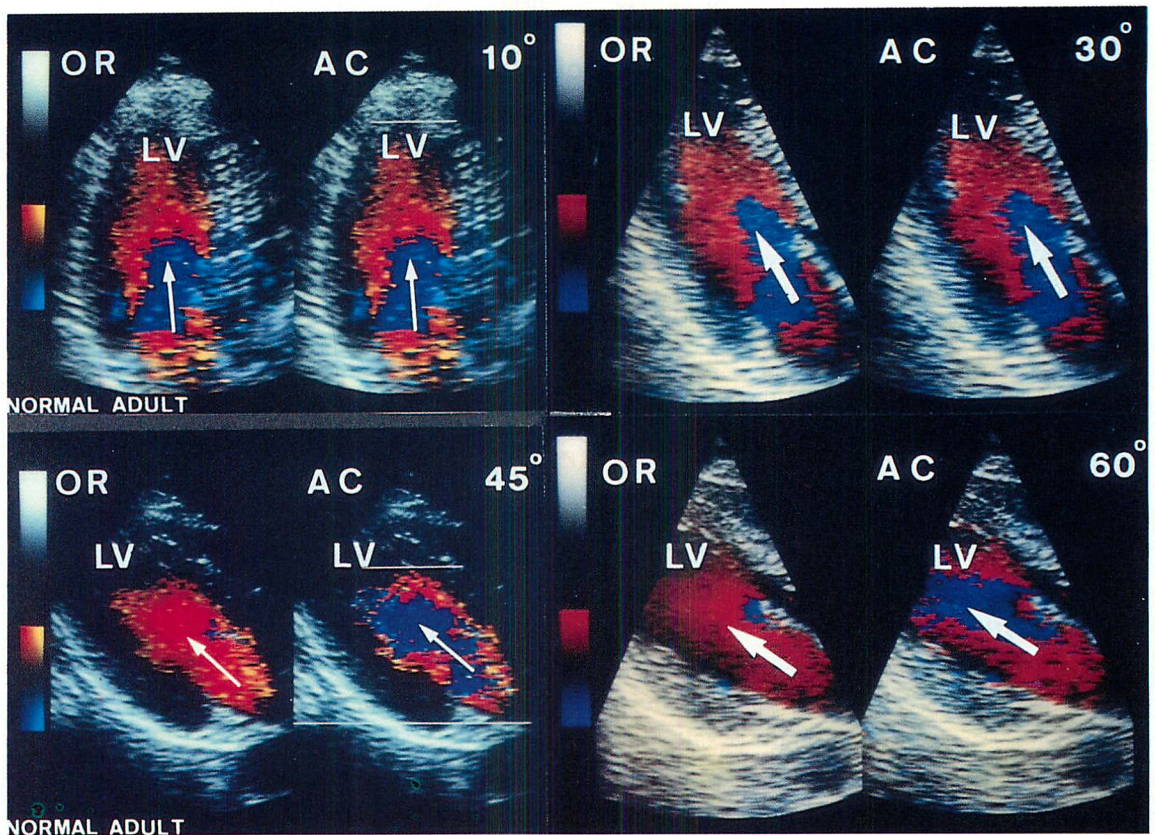 OR AC 10°
LV LV
NORMAL ADULT
OR AC 30°
LV LV
OR AC 45°
LV LV
NORMAL ADULT
OR AC 60°
LV LV